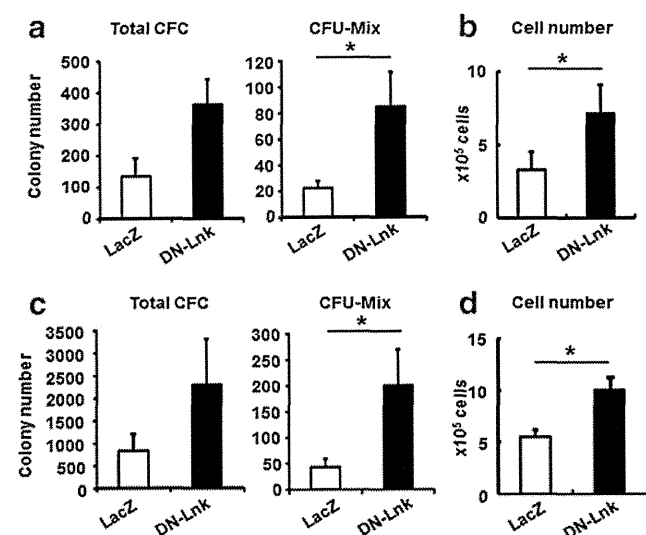 a
Total CFC
CFU-Mix
b
Cell number
Colony number
500
400
300
200
100
0
LacZ
DN-Lnk
120
100
80
60
40
20
0
*
LacZ
DN-Lnk
x10⁵ cells
10
5
0
*
LacZ
DN-Lnk
c
Total CFC
CFU-Mix
d
Cell number
Colony number
3500
3000
2500
2000
1500
1000
500
0
LacZ
DN-Lnk
300
250
200
150
100
50
0
*
LacZ
DN-Lnk
x10⁵ cells
15
10
5
0
*
LacZ
DN-Lnk